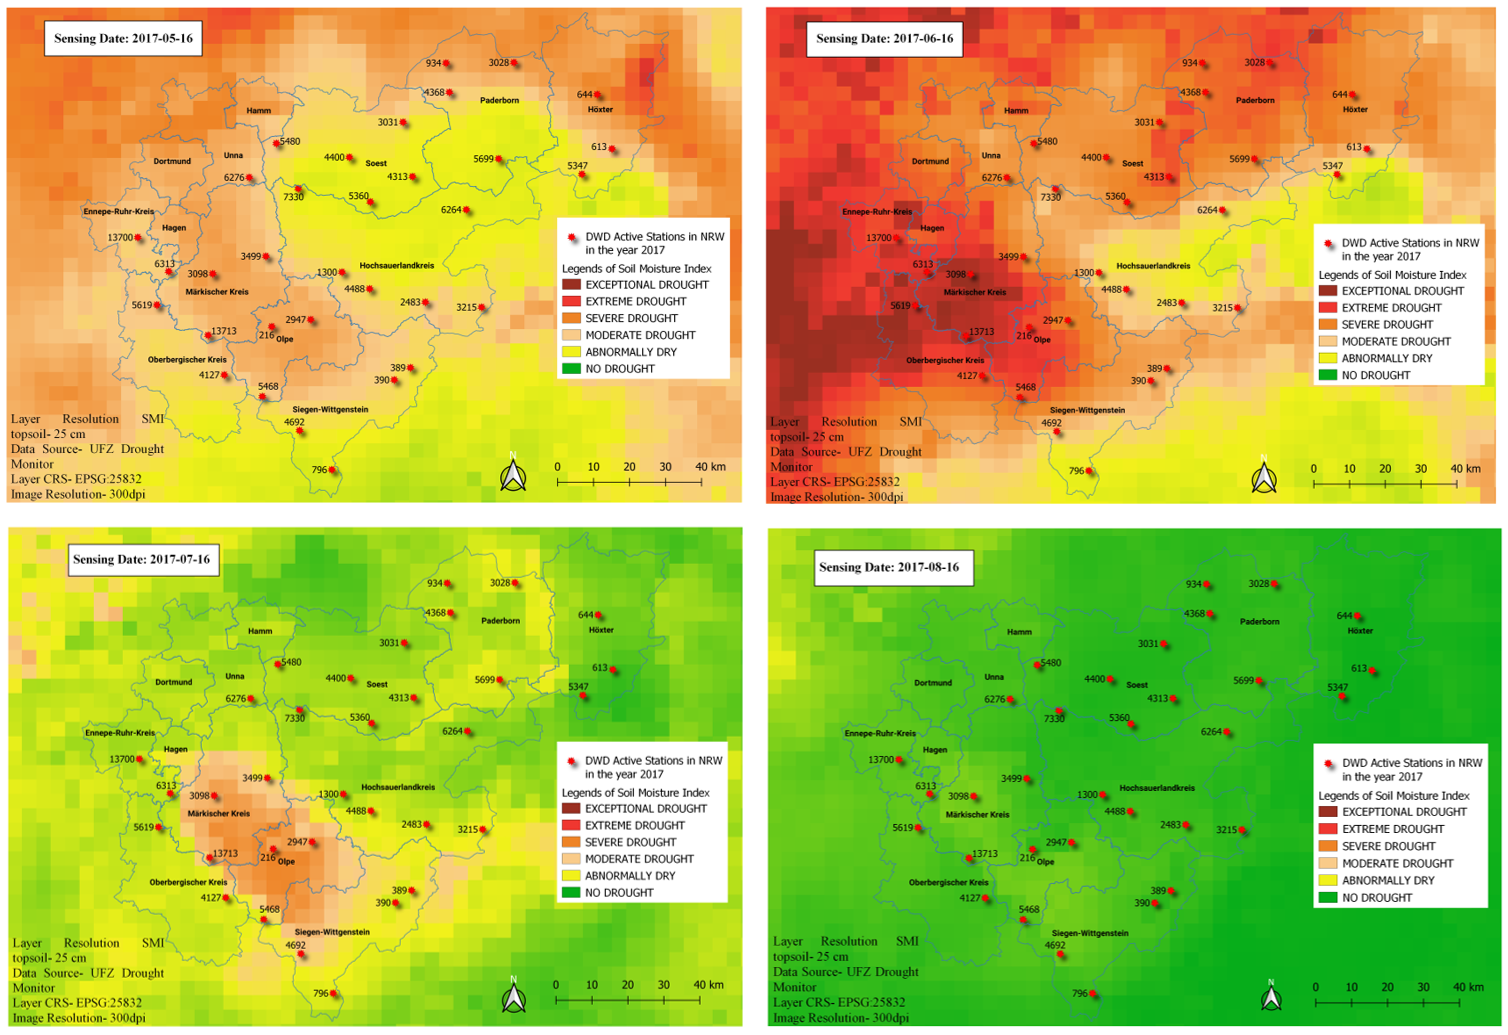 Sensing Date: 2017-05-16
934
3028
4368
Paderborn
644
Höxter
Hamm
3031
5480
613
Dortmund
Unna
4400
Soest
5699
6276
4313
5347
7330
5360
Ennepe-Ruhr-Kreis
6264
Hagen
13700
3499
6313
3098
1300
Hochsauerlandkreis
Märkischer Kreis
4488
5619
2483
3215
2947
13713
216
Olpe
Oberbergischer Kreis
4127
389
390
5468
Siegen-Wittgenstein
4692
796
DWD Active Stations in NRW
in the year 2017
Legends of Soil Moisture Index
EXCEPTIONAL DROUGHT
EXTREME DROUGHT
SEVERE DROUGHT
MODERATE DROUGHT
ABNORMALLY DRY
NO DROUGHT
Layer Resolution SMI
topsoil- 25 cm
Data Source- UFZ Drought
Monitor
Layer CRS- EPSG:25832
Image Resolution- 300dpi
N
0 10 20 30 40 km
Sensing Date: 2017-06-16
934
3028
4368
Paderborn
644
Höxter
Hamm
3031
5480
613
Dortmund
Unna
4400
Soest
5699
6276
4313
5347
7330
5360
Ennepe-Ruhr-Kreis
6264
Hagen
13700
3499
6313
3098
1300
Hochsauerlandkreis
Märkischer Kreis
4488
5619
2483
3215
2947
13713
216
Olpe
Oberbergischer Kreis
4127
389
390
5468
Siegen-Wittgenstein
4692
796
DWD Active Stations in NRW
in the year 2017
Legends of Soil Moisture Index
EXCEPTIONAL DROUGHT
EXTREME DROUGHT
SEVERE DROUGHT
MODERATE DROUGHT
ABNORMALLY DRY
NO DROUGHT
Layer Resolution SMI
topsoil- 25 cm
Data Source- UFZ Drought
Monitor
Layer CRS- EPSG:25832
Image Resolution- 300dpi
N
0 10 20 30 40 km
Sensing Date: 2017-07-16
934
3028
4368
Paderborn
644
Höxter
Hamm
3031
5480
613
Dortmund
Unna
4400
Soest
5699
6276
4313
5347
7330
5360
Ennepe-Ruhr-Kreis
6264
Hagen
13700
3499
6313
3098
1300
Hochsauerlandkreis
Märkischer Kreis
4488
5619
2483
3215
2947
13713
216
Olpe
Oberbergischer Kreis
4127
389
390
5468
Siegen-Wittgenstein
4692
796
DWD Active Stations in NRW
in the year 2017
Legends of Soil Moisture Index
EXCEPTIONAL DROUGHT
EXTREME DROUGHT
SEVERE DROUGHT
MODERATE DROUGHT
ABNORMALLY DRY
NO DROUGHT
Layer Resolution SMI
topsoil- 25 cm
Data Source- UFZ Drought
Monitor
Layer CRS- EPSG:25832
Image Resolution- 300dpi
N
0 10 20 30 40 km
Sensing Date: 2017-08-16
934
3028
4368
Paderborn
644
Höxter
Hamm
3031
5480
613
Dortmund
Unna
4400
Soest
5699
6276
4313
5347
7330
5360
Ennepe-Ruhr-Kreis
6264
Hagen
13700
3499
6313
3098
1300
Hochsauerlandkreis
Märkischer Kreis
4488
5619
2483
3215
2947
13713
216
Olpe
Oberbergischer Kreis
4127
389
390
5468
Siegen-Wittgenstein
4692
796
DWD Active Stations in NRW
in the year 2017
Legends of Soil Moisture Index
EXCEPTIONAL DROUGHT
EXTREME DROUGHT
SEVERE DROUGHT
MODERATE DROUGHT
ABNORMALLY DRY
NO DROUGHT
Layer Resolution SMI
topsoil- 25 cm
Data Source- UFZ Drought
Monitor
Layer CRS- EPSG:25832
Image Resolution- 300dpi
N
0 10 20 30 40 km